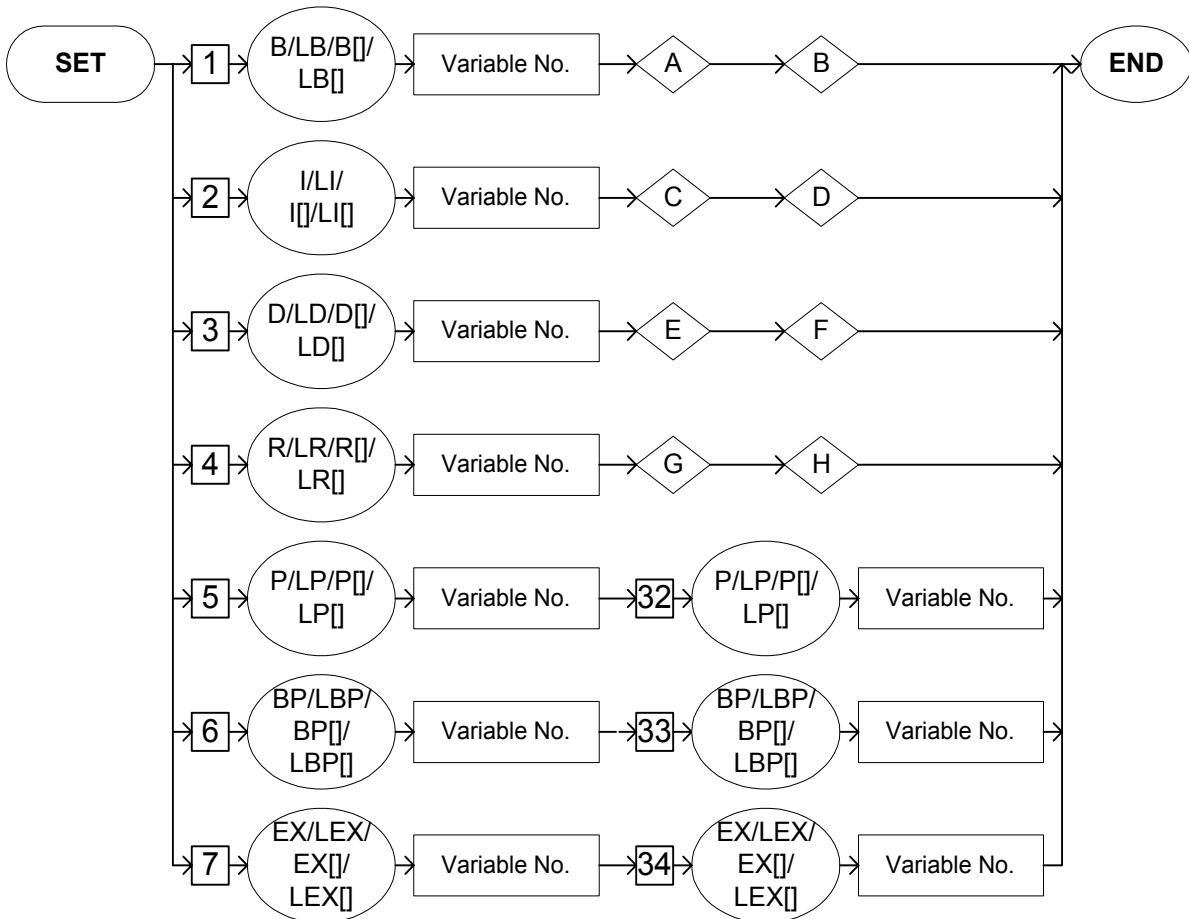 SET
1
B/LB/B[]/
LB[]
Variable No.
A
B
END
2
I/LI/
I[]/LI[]
Variable No.
C
D
3
D/LD/D[]/
LD[]
Variable No.
E
F
4
R/LR/R[]/
LR[]
Variable No.
G
H
5
P/LP/P[]/
LP[]
Variable No.
32
P/LP/P[]/
LP[]
Variable No.
6
BP/LBP/
BP[]/
LBP[]
Variable No.
33
BP/LBP/
BP[]/
LBP[]
Variable No.
7
EX/LEX/
EX[]/
LEX[]
Variable No.
34
EX/LEX/
EX[]/
LEX[]
Variable No.